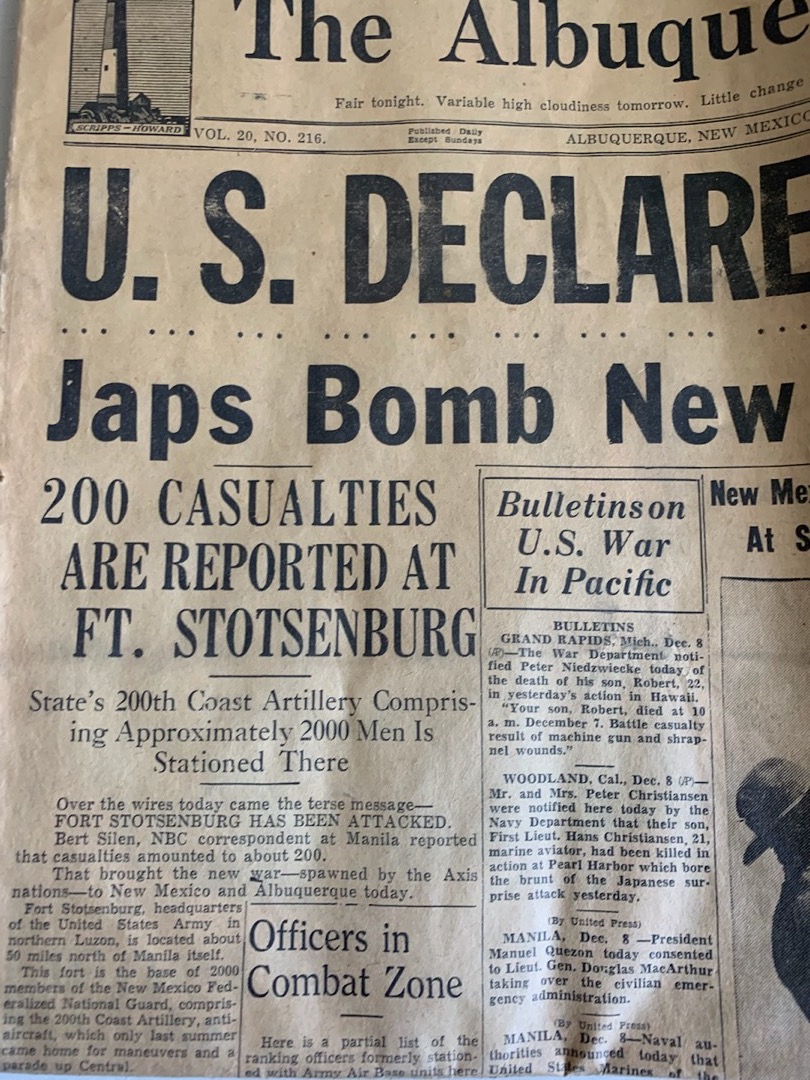 The Albuque
Fair tonight. Variable high cloudiness tomorrow. Little change
SCRIPPS-HOWARD
VOL. 20, NO. 216.
Published Daily
Except Sundays
ALBUQUERQUE, NEW MEXICO
U. S. DECLARE
Japs Bomb New
200 CASUALTIES
ARE REPORTED AT
FT. STOTSENBURG
State's 200th Coast Artillery Compris-
ing Approximately 2000 Men Is
Stationed There
Over the wires today came the terse message—
FORT STOTSENBURG HAS BEEN ATTACKED.
Bert Silen, NBC correspondent at Manila reported
that casualties amounted to about 200.
That brought the new war—spawned by the Axis
nations—to New Mexico and Albuquerque today.
Fort Stotsenburg, headquarters
of the United States Army in
northern Luzon, is located about
50 miles north of Manila itself.
This fort is the base of 2000
members of the New Mexico Fed-
eralized National Guard, compris-
ing the 200th Coast Artillery, anti-
aircraft, which only last summer
came home for maneuvers and a
parade up Central.
Officers in
Combat Zone
Here is a partial list of the
ranking officers formerly station-
ed with Army Air Base units here
Bulletins on
U.S. War
In Pacific
BULLETINS
GRAND RAPIDS, Mich., Dec. 8
(AP)—The War Department noti-
fied Peter Niedzwiecke today of
the death of his son, Robert, 22,
in yesterday's action in Hawaii.
"Your son, Robert, died at 10
a. m. December 7. Battle casualty
result of machine gun and shrap-
nel wounds."
WOODLAND, Cal., Dec. 8 (AP)—
Mr. and Mrs. Peter Christiansen
were notified here today by the
Navy Department that their son,
First Lieut. Hans Christiansen, 21,
marine aviator, had been killed in
action at Pearl Harbor which bore
the brunt of the Japanese sur-
prise attack yesterday.
(By United Press)
MANILA, Dec. 8—President
Manuel Quezon today consented
to Lieut. Gen. Douglas MacArthur
taking over the civilian emer-
gency administration.
(By United Press)
MANILA, Dec. 8—Naval au-
thorities announced today that
United States Marines of the
New Me
At S